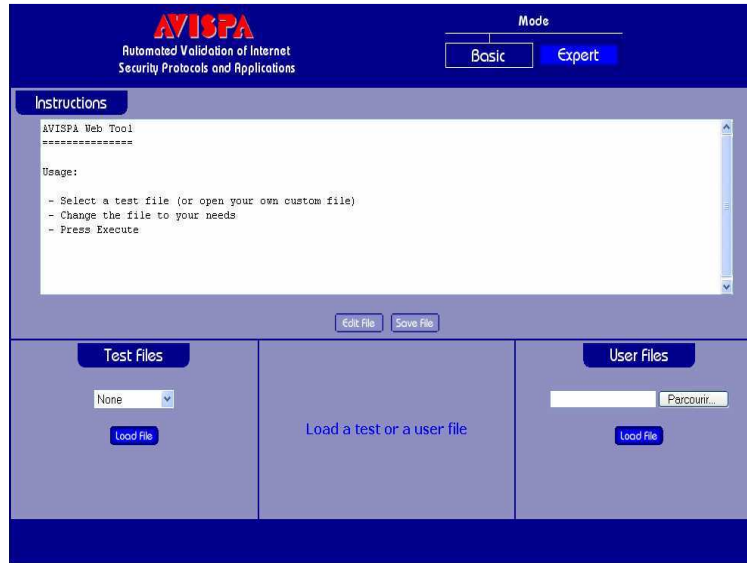 AVISPA
Automated Validation of Internet
Security Protocols and Applications
Mode
Basic
Expert
Instructions
AVISPA Web Tool
===============
Usage:
- Select a test file (or open your own custom file)
- Change the file to your needs
- Press Execute
Edit File
Save File
Test Files
None
Load File
Load a test or a user file
User Files
Parcourir...
Load File